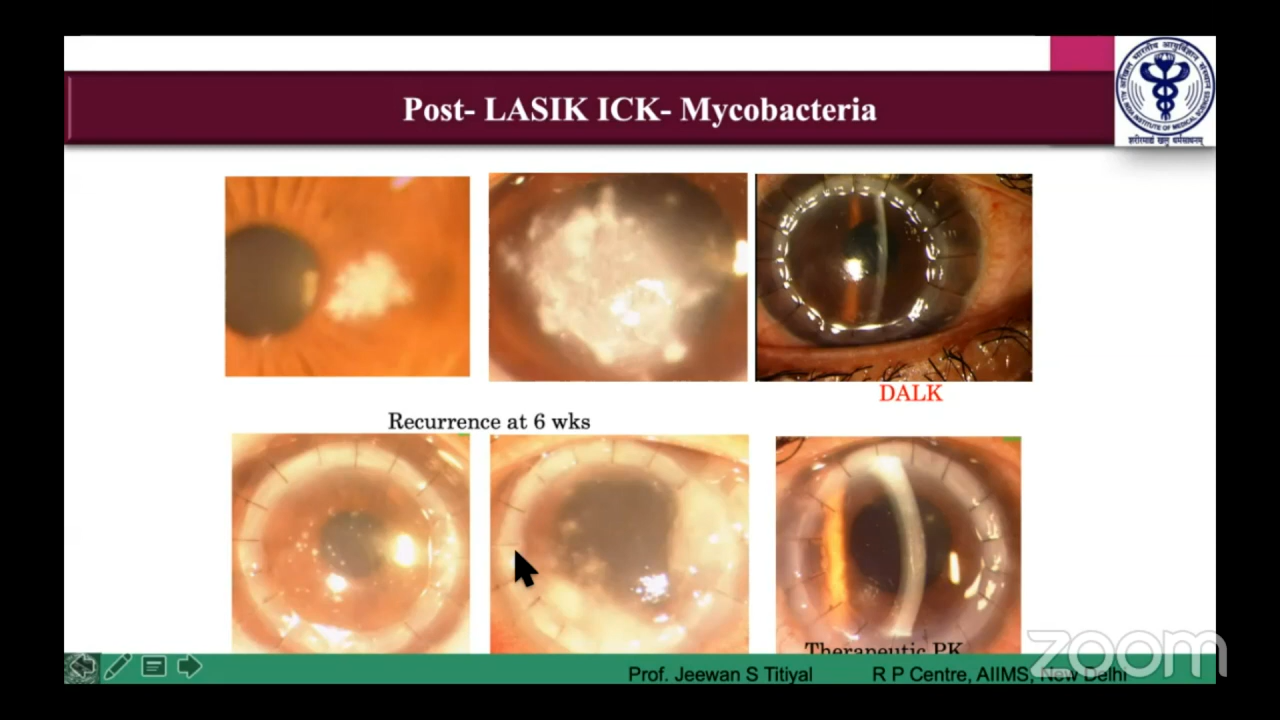 Post- LASIK ICK- Mycobacteria
DALK
Recurrence at 6 wks
Therapeutic PK
Prof. Jeewan S Titiyal R P Centre, AIIMS, New Delhi
zoom